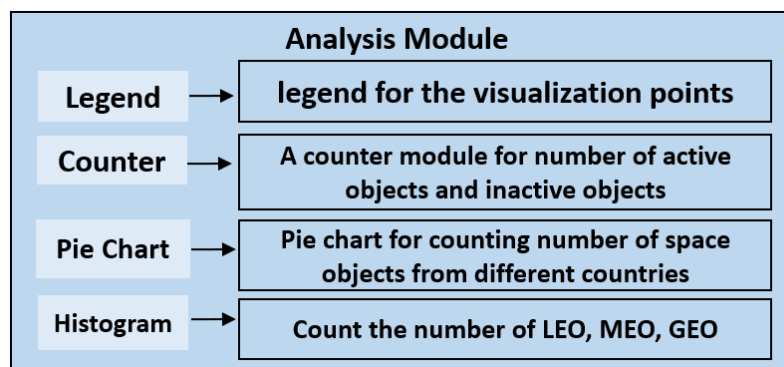 Analysis Module
Legend
legend for the visualization points
Counter
A counter module for number of active
objects and inactive objects
Pie Chart
Pie chart for counting number of space
objects from different countries
Histogram
Count the number of LEO, MEO, GEO